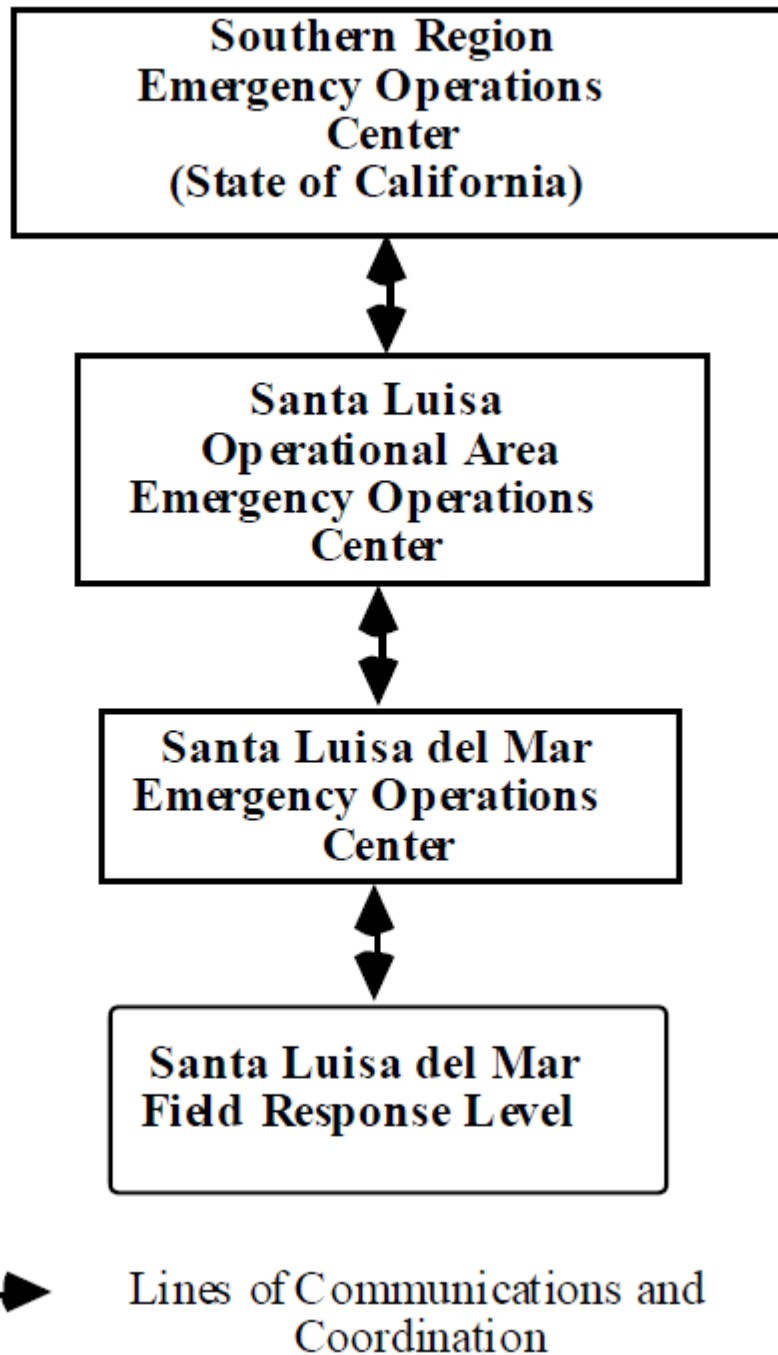 Southern Region
Emergency Operations
Center
(State of California)
Santa Luisa
Operational Area
Emergency Operations
Center
Santa Luisa del Mar
Emergency Operations
Center
Santa Luisa del Mar
Field Response Level
Lines of Communications and
Coordination